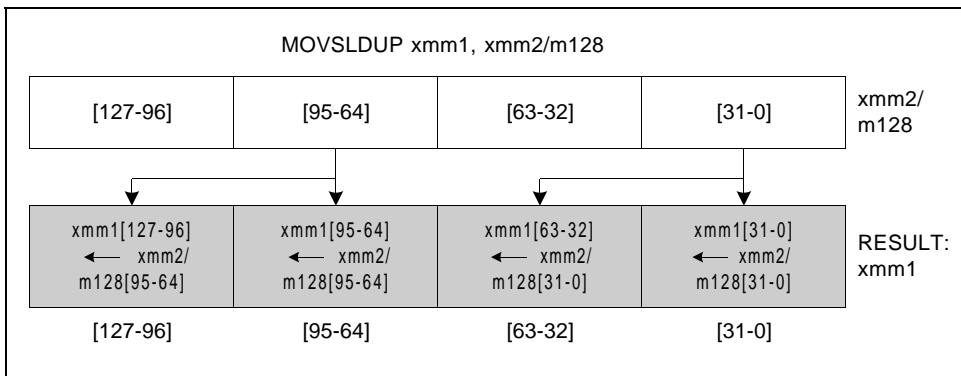 MOVSLDUP xmm1, xmm2/m128
[127-96] [95-64] [63-32] [31-0]
xmm2/
m128
xmm1[127-96]
← xmm2/
m128[95-64]
xmm1[95-64]
← xmm2/
m128[95-64]
xmm1[63-32]
← xmm2/
m128[31-0]
xmm1[31-0]
← xmm2/
m128[31-0]
RESULT:
xmm1
[127-96] [95-64] [63-32] [31-0]